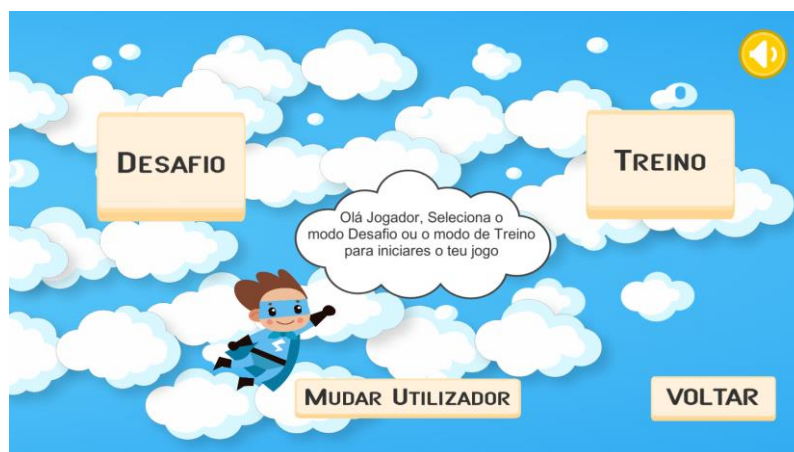 DESAFIO
TREINO
Olá Jogador, Seleciona o
modo Desafio ou o modo de Treino
para iniciares o teu jogo
MUDAR UTILIZADOR
VOLTAR